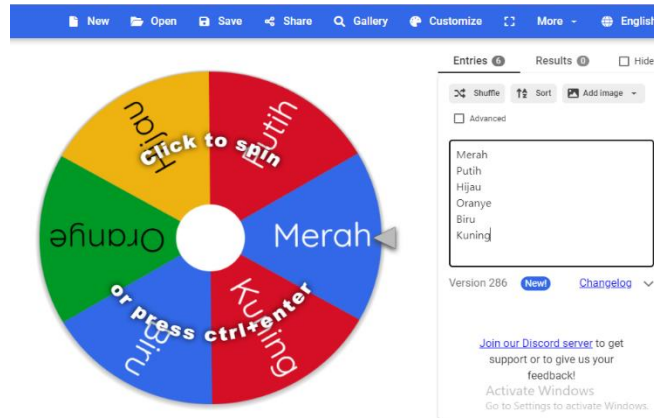 New Open Save Share Gallery Customize More English
Entries 6 Results 0 Hide
Shuffle Sort Add image
Advanced
Merah
Putih
Hijau
Oranye
Biru
Kuning
Version 286 New! Changelog
Join our Discord server to get
support or to give us your
feedback!
Activate Windows
Go to Settings to activate Windows.
Hijau
Putih
Click to spin
Oranye
Merah
or press ctrl+enter
Biru
Kuning